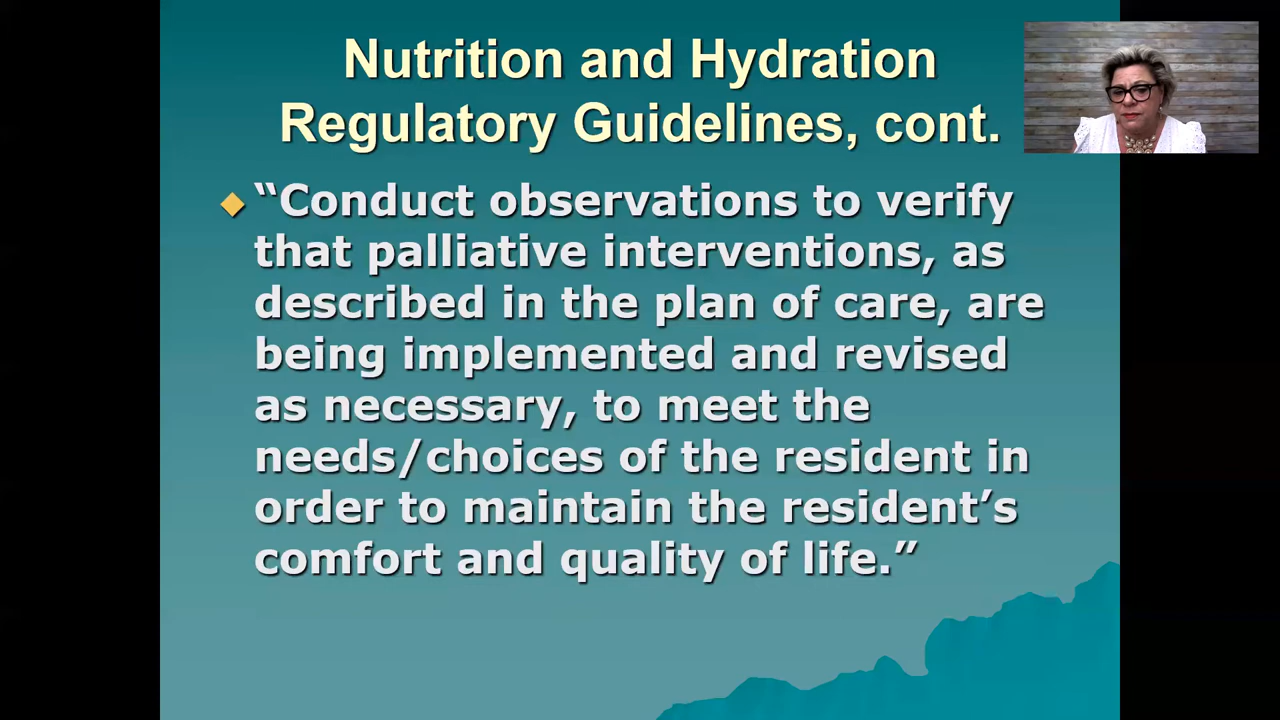 Nutrition and Hydration
Regulatory Guidelines, cont.
“Conduct observations to verify
that palliative interventions, as
described in the plan of care, are
being implemented and revised
as necessary, to meet the
needs/choices of the resident in
order to maintain the resident’s
comfort and quality of life.”